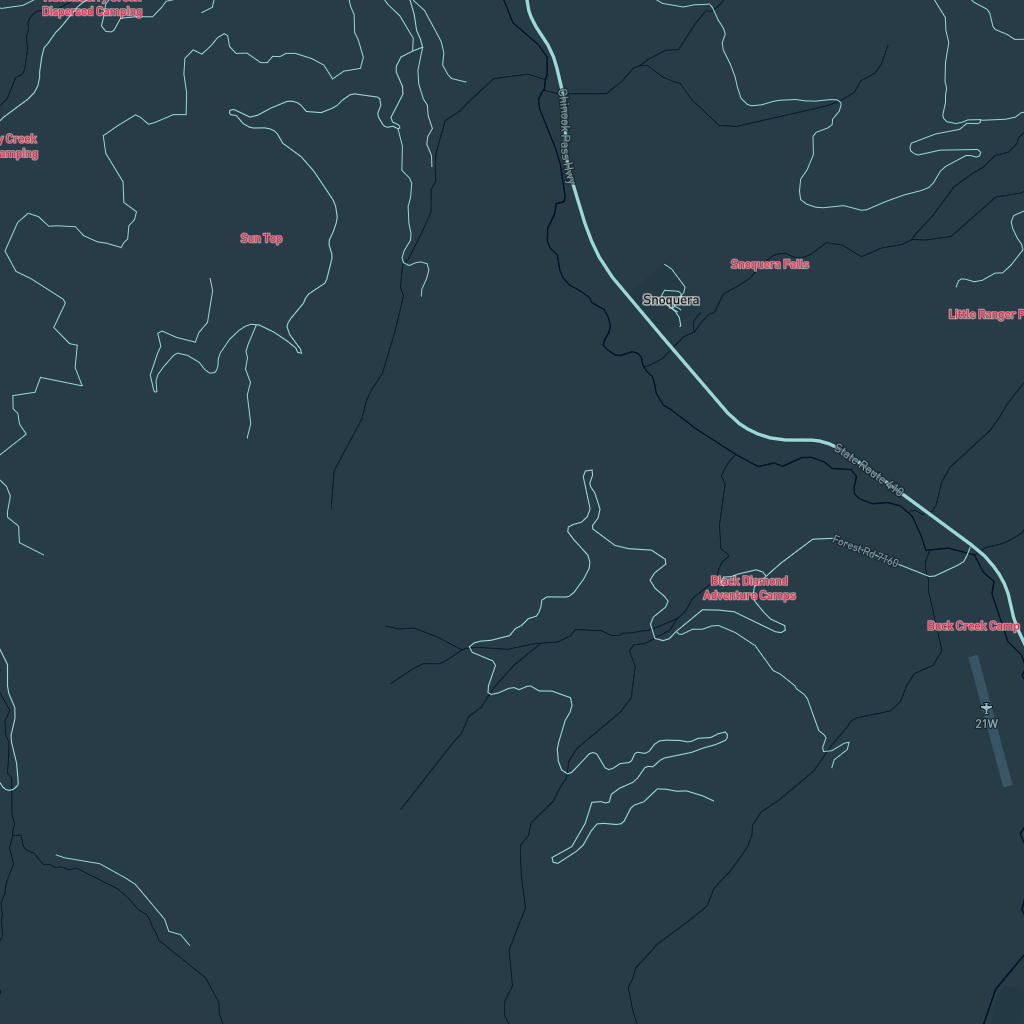 Dispersed Camping
Chinook Pass Hwy
y Creek
amping
Sun Top
Snoquera Falls
Snoquera
Little Ranger P
State Route 410
Forest Rd 7160
Black Diamond
Adventure Camps
Buck Creek Camp
21W